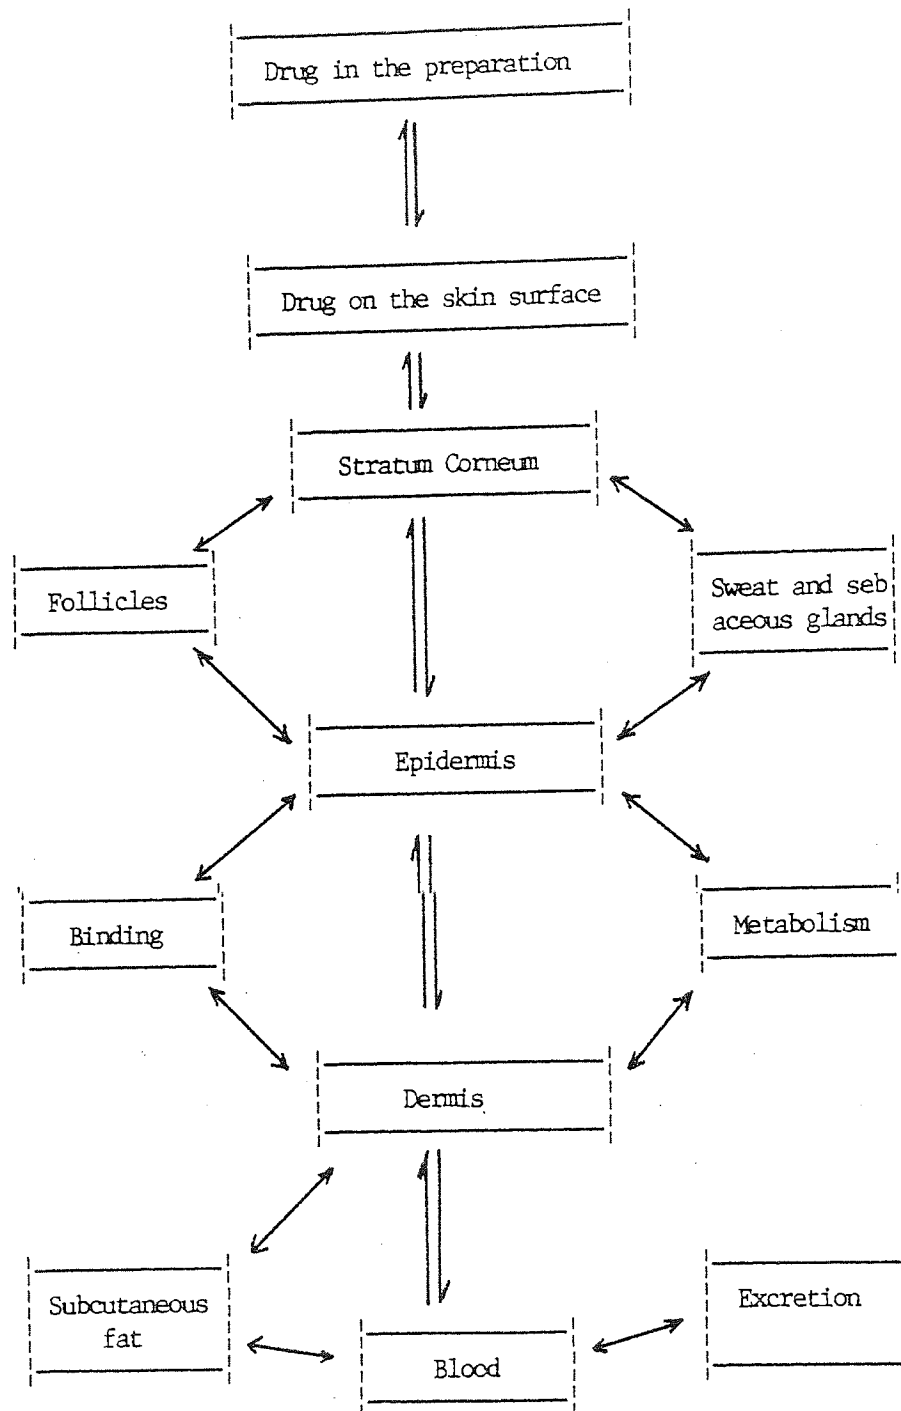 Drug in the preparation
Drug on the skin surface
Stratum Corneum
Follicles
Sweat and seb
aceous glands
Epidermis
Binding
Metabolism
Dermis
Subcutaneous
fat
Excretion
Blood